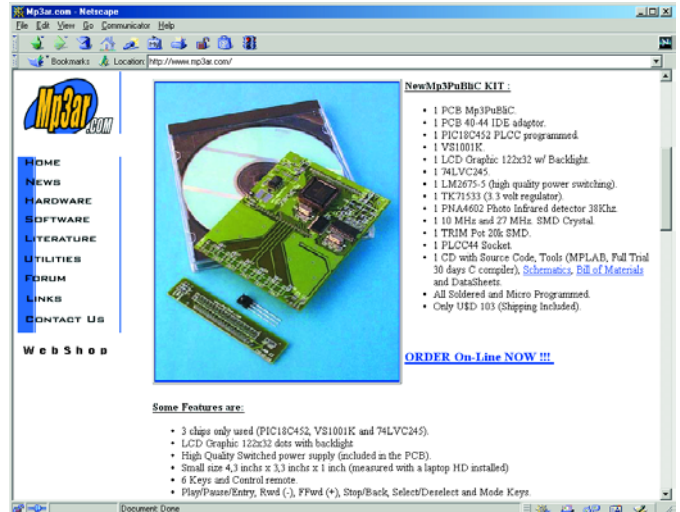 Mp3ar.com - Netscape
File Edit View Go Communicator Help
Bookmarks Location: http://www.mp3ar.com/
Mp3ar.COM
HOME
NEWS
HARDWARE
SOFTWARE
LITERATURE
UTILITIES
FORUM
LINKS
CONTACT US
WebShop
NewMp3PuBliC KIT :
• 1 PCB Mp3PuBliC.
• 1 PCB 40-44 IDE adaptor.
• 1 PIC18C452 PLCC programmed.
• 1 VS1001K.
• 1 LCD Graphic 122x32 w/ Backlight.
• 1 74LVC245.
• 1 LM2675-5 (high quality power switching).
• 1 TK71533 (3.3 volt regulator).
• 1 PNA4602 Photo Infrared detector 38Khz.
• 1 10 MHz and 27 MHz. SMD Crystal.
• 1 TRIM Pot 20k SMD.
• 1 PLCC44 Socket.
• 1 CD with Source Code, Tools (MPLAB, Full Trial
30 days C compiler), Schematics, Bill of Materials
and DataSheets.
• All Soldered and Micro Programmed.
• Only U$D 103 (Shipping Included).
ORDER On-Line NOW !!!
Some Features are:
• 3 chips only used (PIC18C452, VS1001K and 74LVC245).
• LCD Graphic 122x32 dots with backlight
• High Quality Switched power supply (included in the PCB).
• Small size 4,3 inchs x 3,3 inchs x 1 inch (measured with a laptop HD installed)
• 6 Keys and Control remote.
• Play/Pause/Entry, Rwd (-), FFwd (+), Stop/Back, Select/Deselect and Mode Keys.
Document: Done